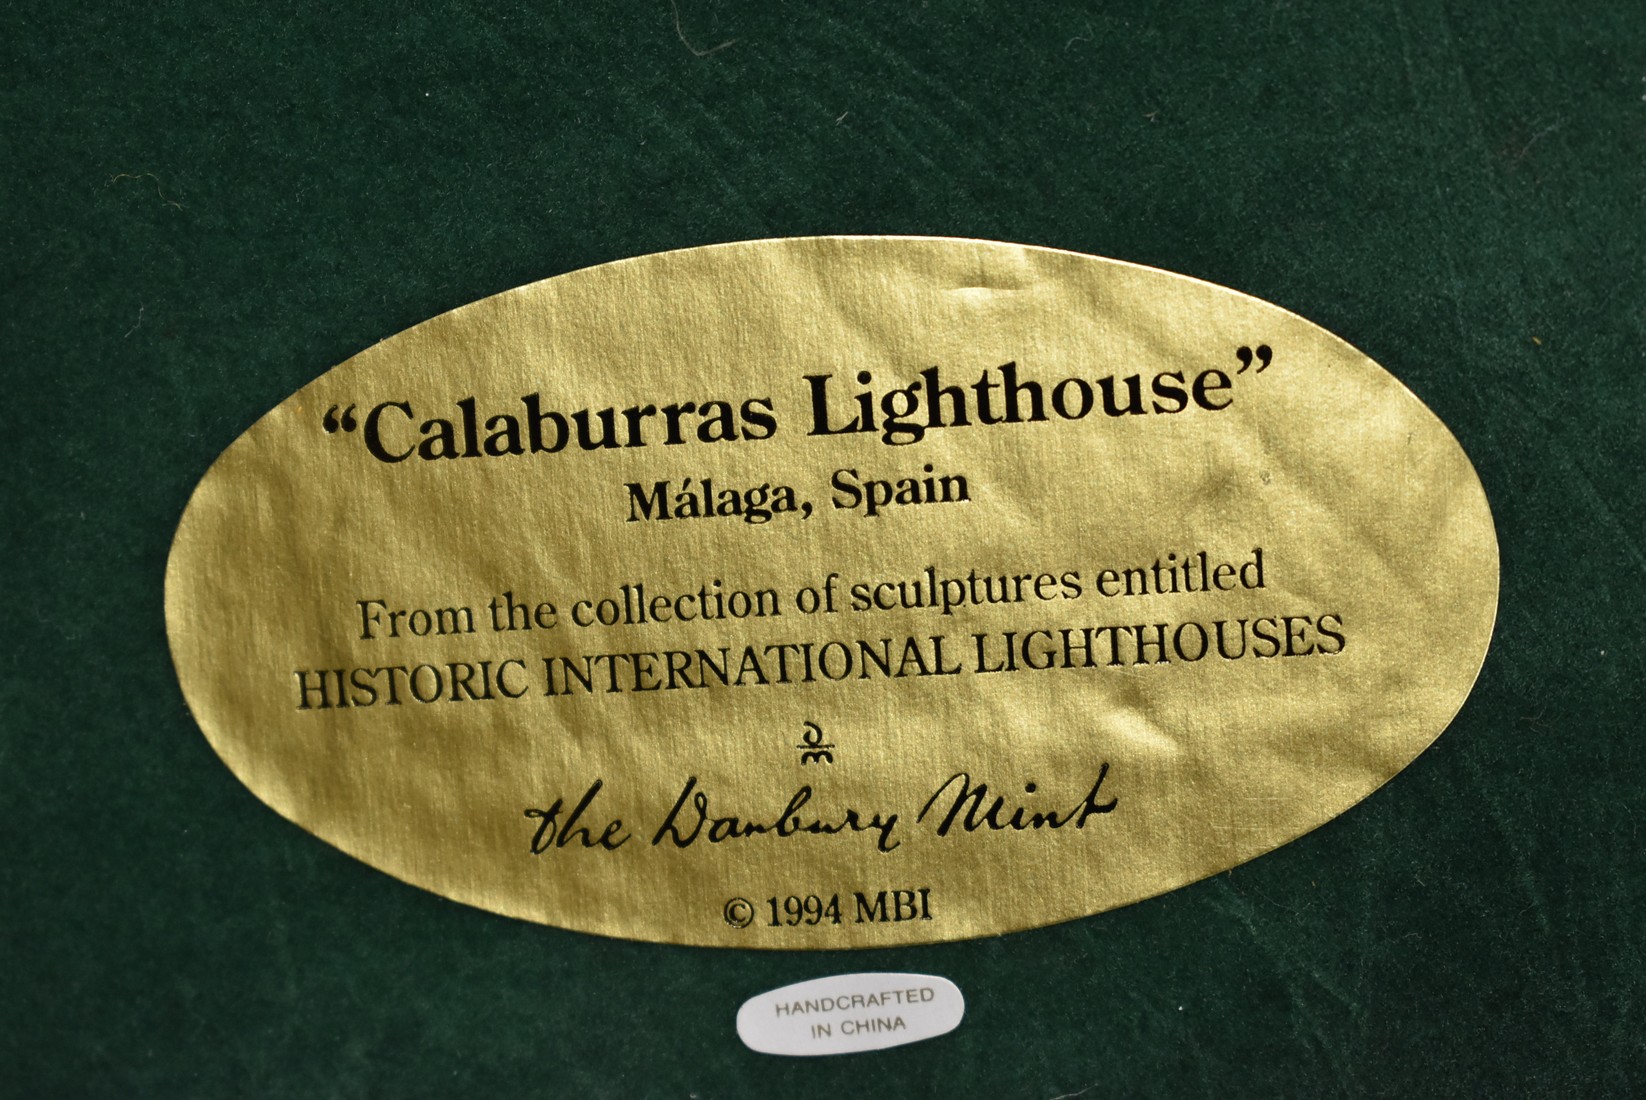 “Calaburras Lighthouse”
Málaga, Spain
From the collection of sculptures entitled
HISTORIC INTERNATIONAL LIGHTHOUSES
the Danbury Mint
© 1994 MBI
HANDCRAFTED
IN CHINA